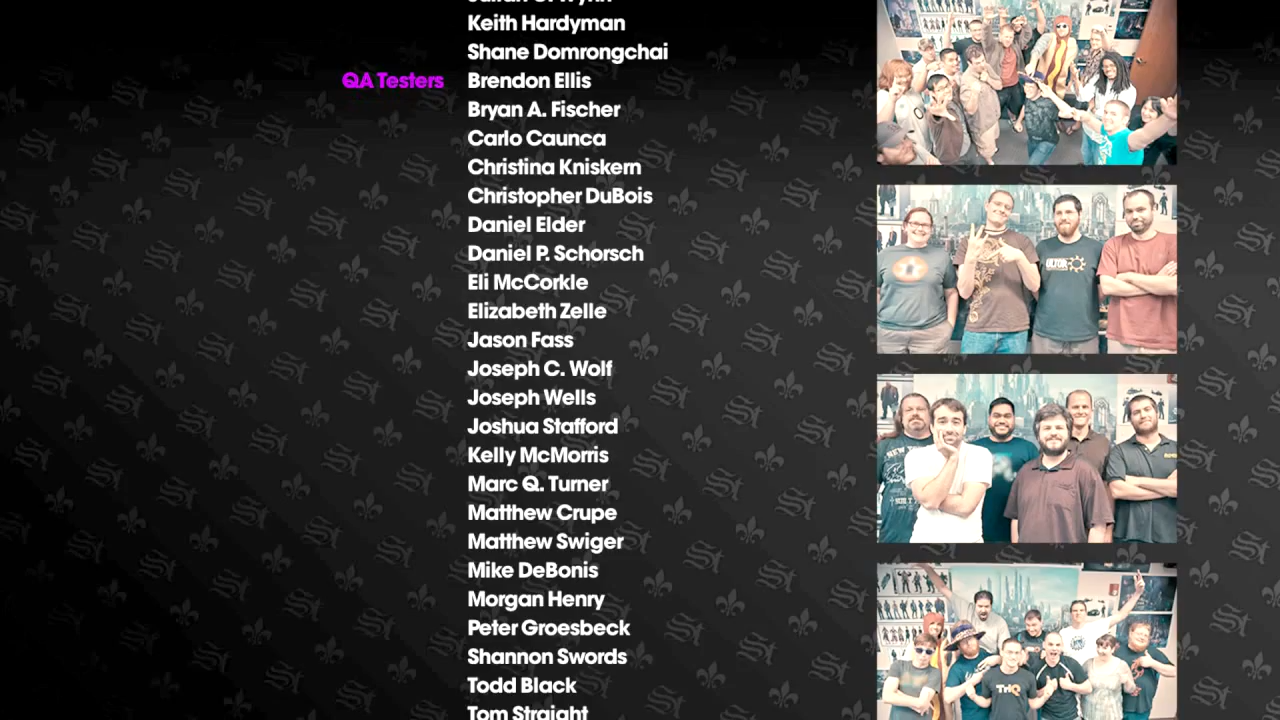 Keith Hardyman
Shane Domrongchai
QA Testers Brendon Ellis
Bryan A. Fischer
Carlo Caunca
Christina Kniskern
Christopher DuBois
Daniel Elder
Daniel P. Schorsch
Eli McCorkle
Elizabeth Zelle
Jason Fass
Joseph C. Wolf
Joseph Wells
Joshua Stafford
Kelly McMorris
Marc Q. Turner
Matthew Crupe
Matthew Swiger
Mike DeBonis
Morgan Henry
Peter Groesbeck
Shannon Swords
Todd Black
Tom Straight
ULTOR
TriQ